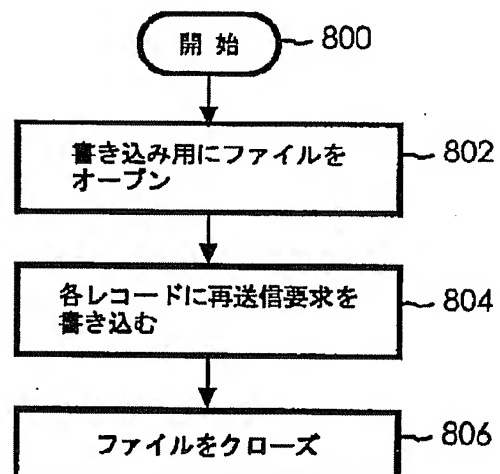 開始 800
書き込み用にファイルを 802
オープン
各レコードに再送信要求を 804
書き込む
ファイルをクローズ 806